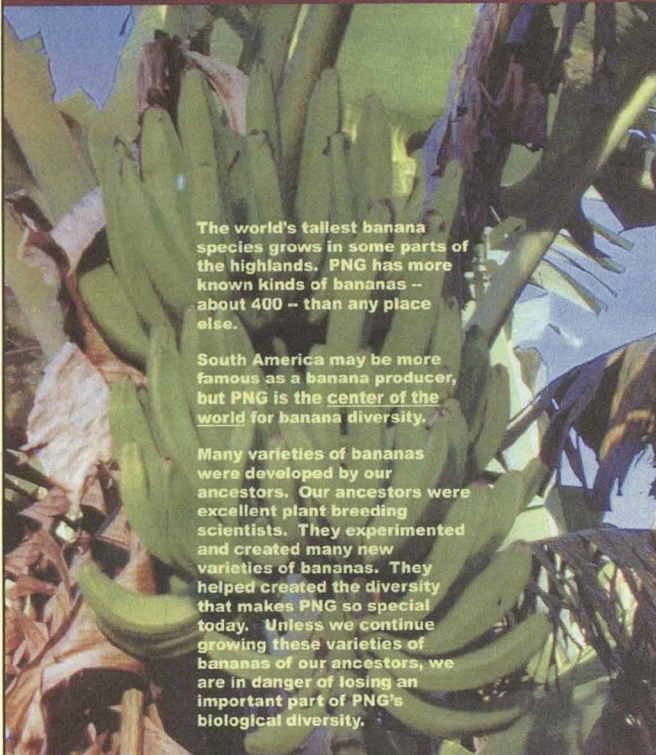 The world's tallest banana
species grows in some parts of
the highlands. PNG has more
known kinds of bananas --
about 400 -- than any place
else.
South America may be more
famous as a banana producer,
but PNG is the center of the
world for banana diversity.
Many varieties of bananas
were developed by our
ancestors. Our ancestors were
excellent plant breeding
scientists. They experimented
and created many new
varieties of bananas. They
helped created the diversity
that makes PNG so special
today. Unless we continue
growing these varieties of
bananas of our ancestors, we
are in danger of losing an
important part of PNG's
biological diversity.